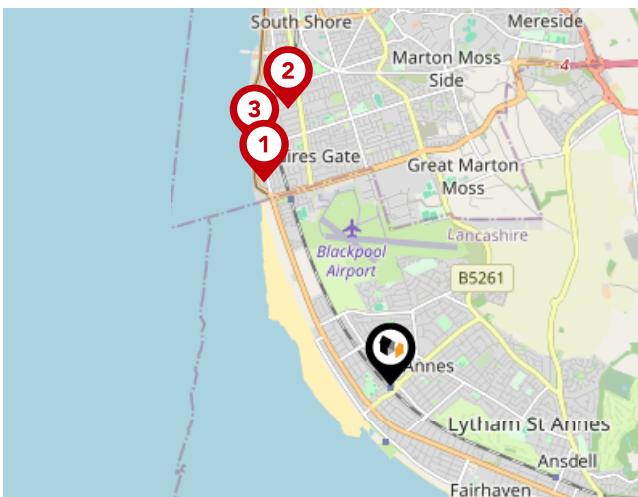 South Shore
Mereside
Marton Moss
Side
4
2
3
1
ires Gate
Great Marton
Moss
Lancashire
Blackpool
Airport
B5261
Annes
Lytham St Annes
Ansdell
Fairhaven